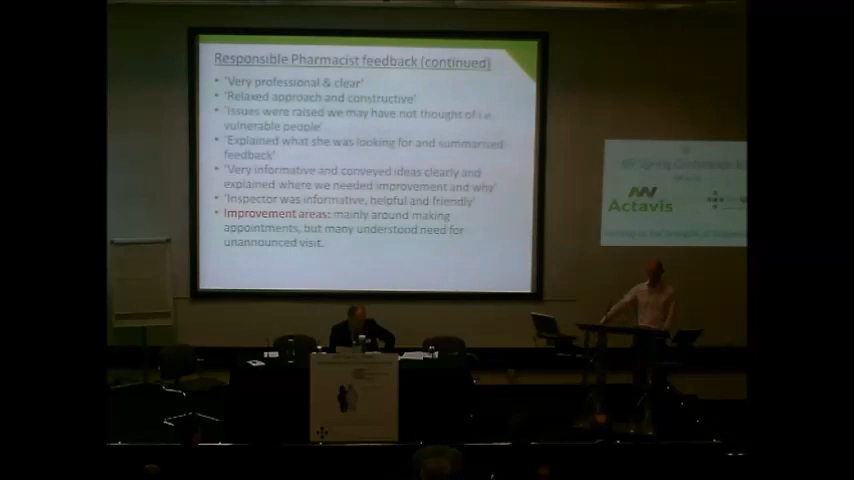 Responsible Pharmacist feedback (continued)
• 'Very professional & clear'
• 'Relaxed approach and constructive'
• 'Issues were raised we may have not thought of i.e.
vulnerable people'
• 'Explained what she was looking for and summarised
feedback'
• 'Very informative and conveyed ideas clearly and
explained where we needed improvement and why'
• 'Inspector was informative, helpful and friendly'
• Improvement areas: mainly around making
appointments, but many understood need for
unannounced visit.
Spring Conference
Actavis